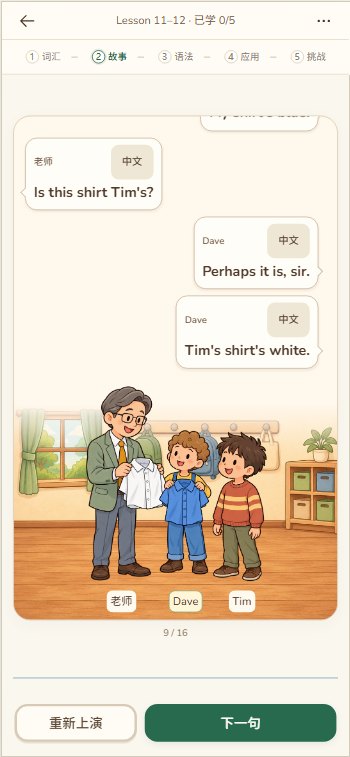 Lesson 11–12 · 已学 0/5
1 词汇 – 2 故事 – 3 语法 – 4 应用 – 5 挑战
老师 中文
Is this shirt Tim's?
Dave 中文
Perhaps it is, sir.
Dave 中文
Tim's shirt's white.
老师 Dave Tim
9 / 16
重新上演 下一句